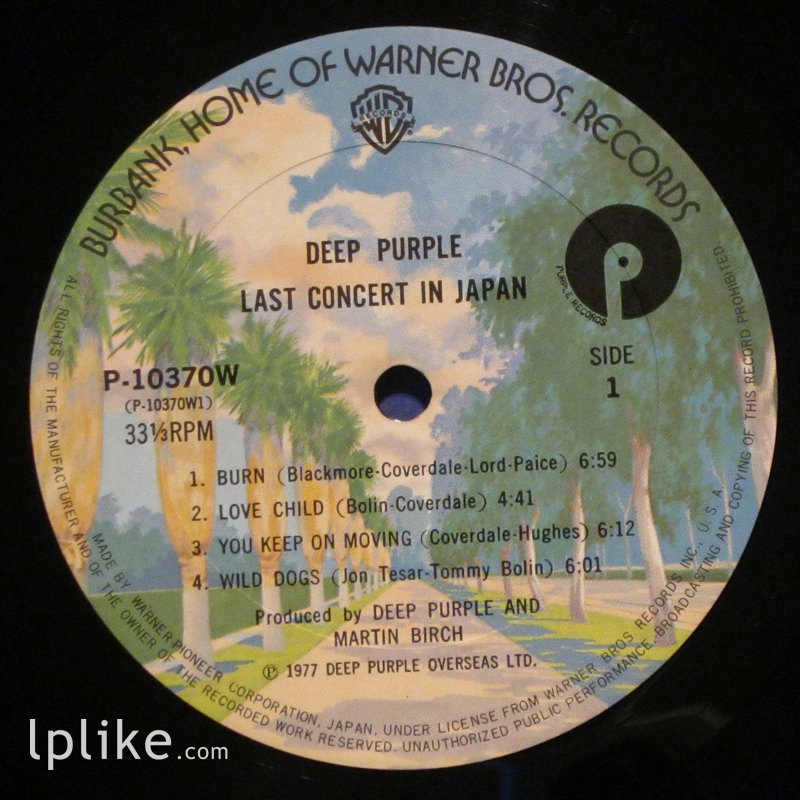 BURBANK, HOME OF WARNER BROS. RECORDS
RECORDS
DEEP PURPLE
LAST CONCERT IN JAPAN
PURPLE RECORDS
SIDE
1
P-10370W
(P-10370W1)
33⅓RPM
1. BURN (Blackmore-Coverdale-Lord-Paice) 6:59
2. LOVE CHILD (Bolin-Coverdale) 4:41
3. YOU KEEP ON MOVING (Coverdale-Hughes) 6:12
4. WILD DOGS (Jon Tesar-Tommy Bolin) 6:01
Produced by DEEP PURPLE AND
MARTIN BIRCH
Ⓟ 1977 DEEP PURPLE OVERSEAS LTD.
MADE BY WARNER-PIONEER CORPORATION, JAPAN, UNDER LICENSE FROM WARNER BROS RECORDS INC., U.S.A
ALL RIGHTS OF THE MANUFACTURER AND OF THE OWNER OF THE RECORDED WORK RESERVED. UNAUTHORIZED PUBLIC PERFORMANCE. BROADCASTING AND COPYING OF THIS RECORD PROHIBITED.
lplike.com